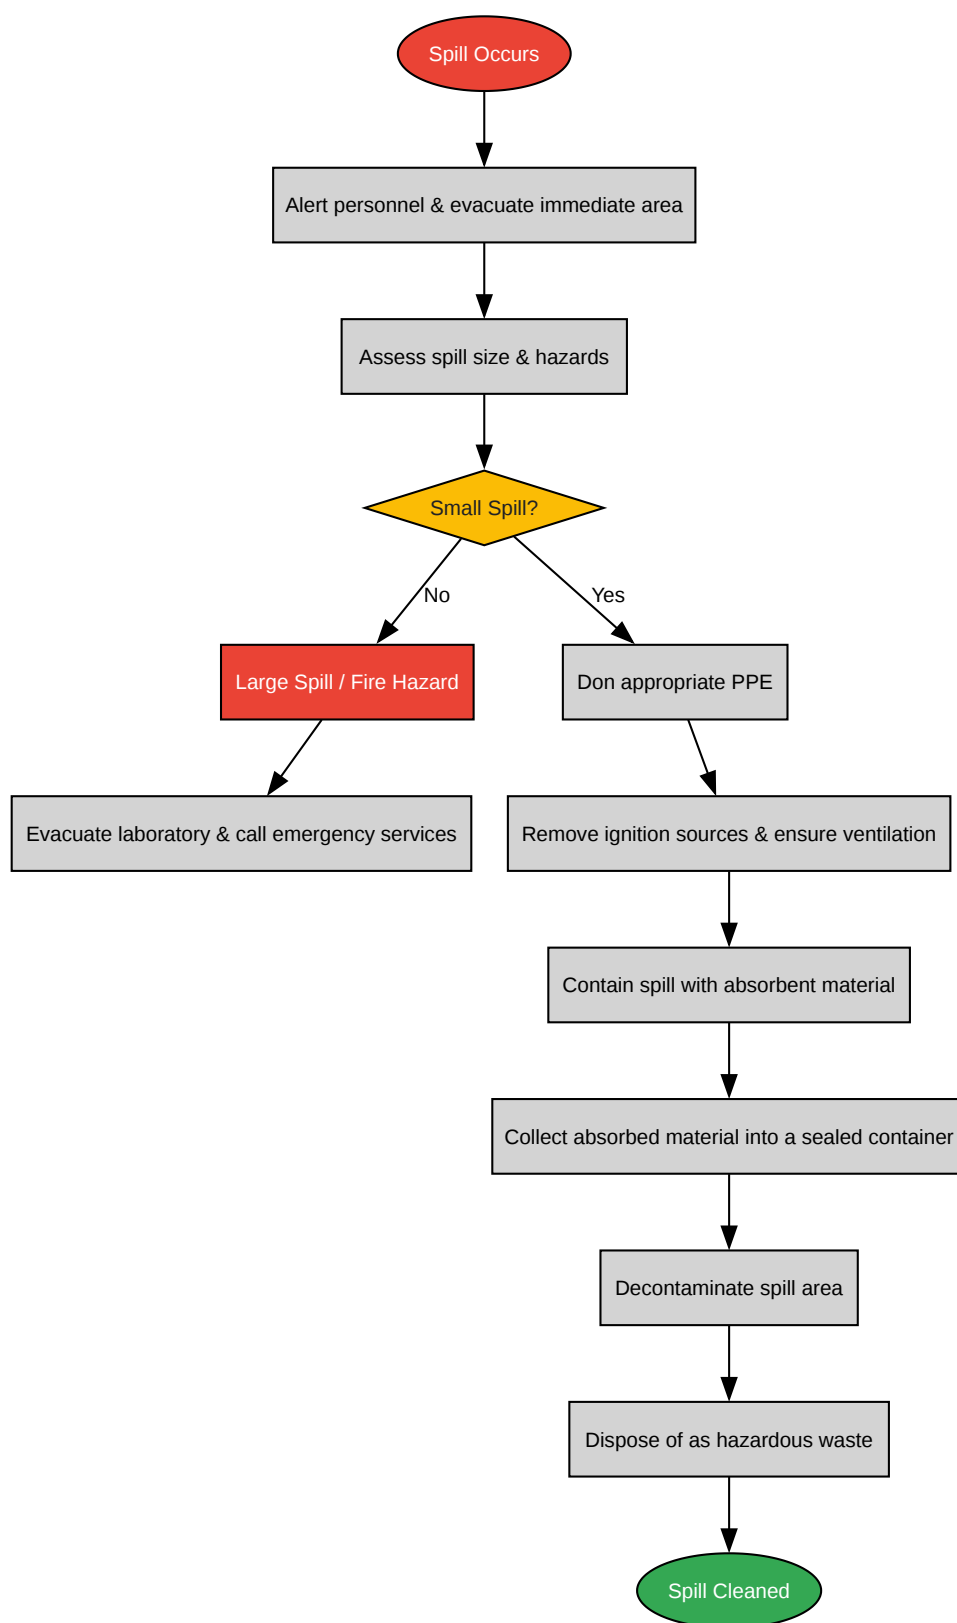 Spill Occurs
Alert personnel & evacuate immediate area
Assess spill size & hazards
Small Spill?
No
Yes
Large Spill / Fire Hazard
Don appropriate PPE
Evacuate laboratory & call emergency services
Remove ignition sources & ensure ventilation
Contain spill with absorbent material
Collect absorbed material into a sealed container
Decontaminate spill area
Dispose of as hazardous waste
Spill Cleaned